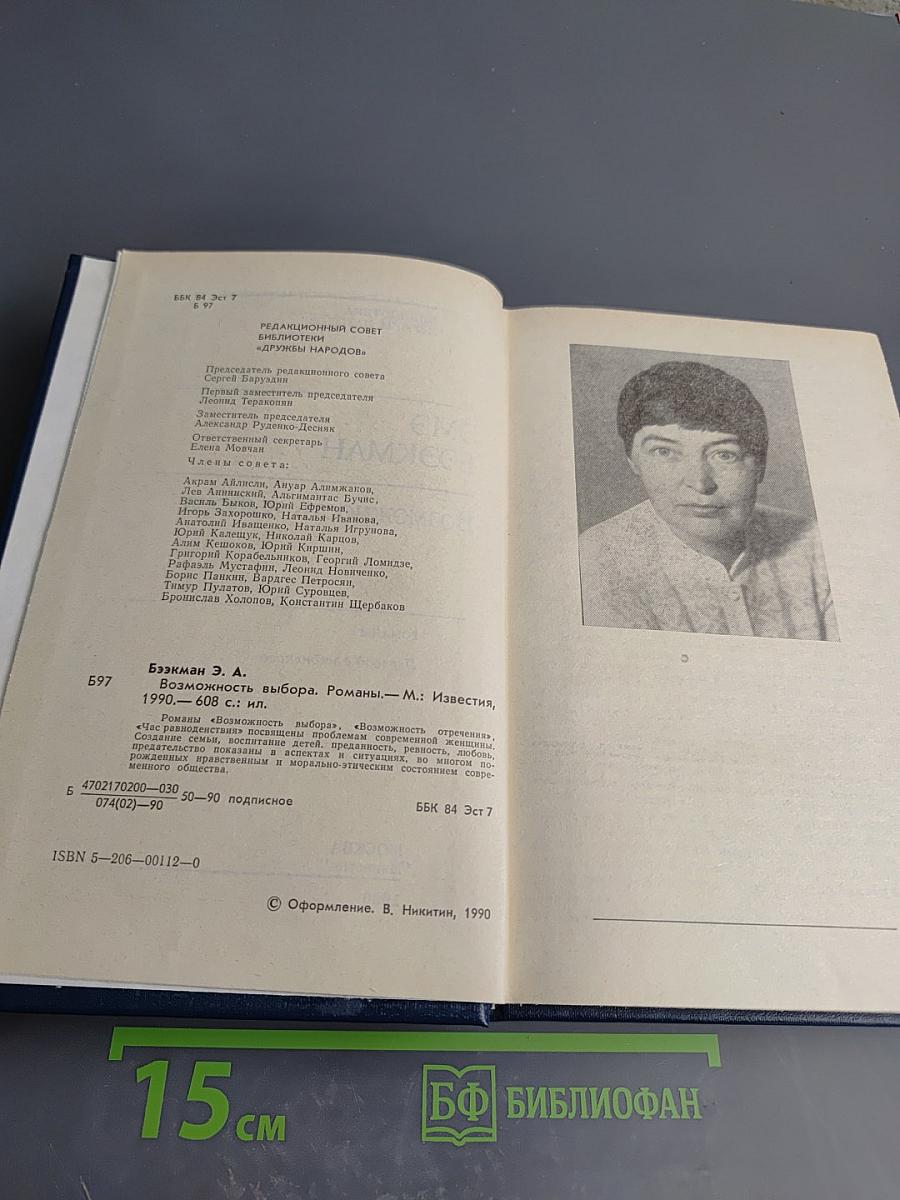 ББК 84 Эст 7
Б 97
РЕДАКЦИОННЫЙ СОВЕТ
БИБЛИОТЕКИ
«ДРУЖБЫ НАРОДОВ»
Председатель редакционного совета
Сергей Баруздин
Первый заместитель председателя
Леонид Теракопян
Заместитель председателя
Александр Руденко-Десняк
Ответственный секретарь
Елена Мовчан
Члены совета:
Акрам Айлисли, Ануар Алимжанов,
Лев Аннинский, Альгимантас Бучис,
Василь Быков, Юрий Ефремов,
Игорь Захорошко, Наталья Иванова,
Анатолий Иващенко, Наталья Игрунова,
Юрий Калещук, Николай Карцов,
Алим Кешоков, Юрий Киршин,
Григорий Корабельников, Георгий Ломидзе,
Рафаэль Мустафин, Леонид Новиченко,
Борис Панкин, Вардгес Петросян,
Тимур Пулатов, Юрий Суровцев,
Бронислав Холопов, Константин Щербаков
Бээкман Э. А.
Б97 Возможность выбора. Романы.— М.: Известия,
1990.— 608 с.: ил.
Романы «Возможность выбора», «Возможность отречения»,
«Час равноденствия» посвящены проблемам современной женщины.
Создание семьи, воспитание детей, преданность, ревность, любовь,
предательство показаны в аспектах и ситуациях, во многом по-
рожденных нравственным и морально-этическим состоянием совре-
менного общества.
Б 4702170200—030
074(02)—90 50—90 подписное
ББК 84 Эст 7
ISBN 5—206—00112—0
© Оформление. В. Никитин, 1990
15 см
БФ БИБЛИОФАН